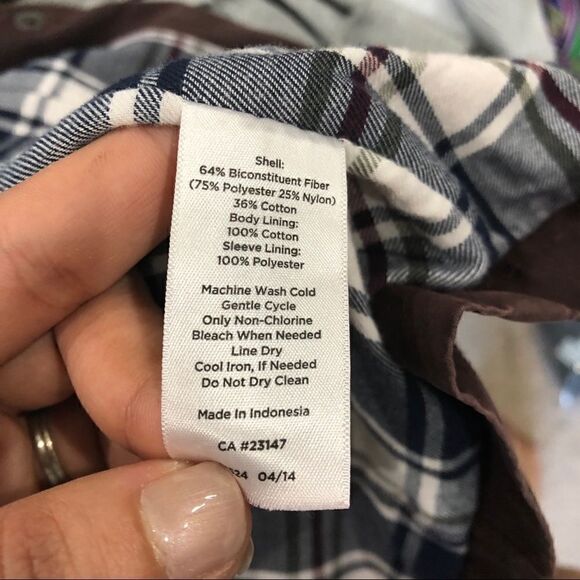 Shell:
64% Biconstituent Fiber
(75% Polyester 25% Nylon)
36% Cotton
Body Lining:
100% Cotton
Sleeve Lining:
100% Polyester
Machine Wash Cold
Gentle Cycle
Only Non-Chlorine
Bleach When Needed
Line Dry
Cool Iron, If Needed
Do Not Dry Clean
Made In Indonesia
CA #23147
04/14